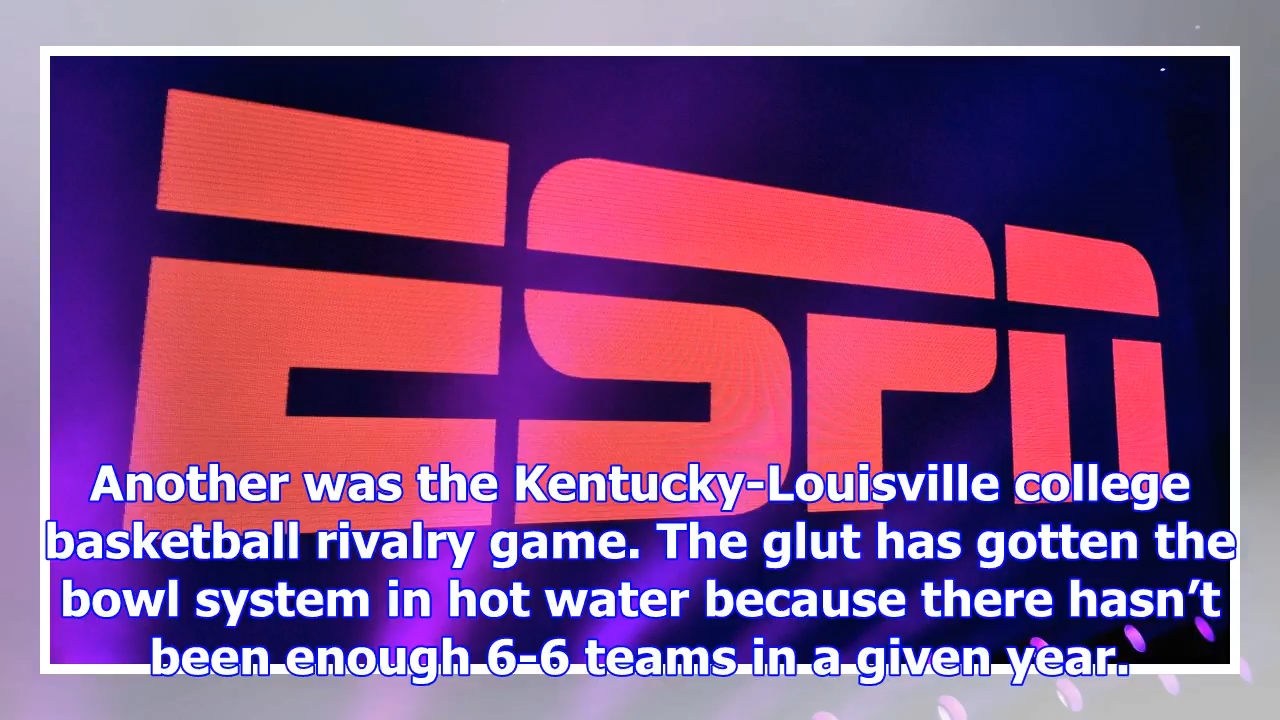 ESPN
Another was the Kentucky-Louisville college
basketball rivalry game. The glut has gotten the
bowl system in hot water because there hasn’t
been enough 6-6 teams in a given year.